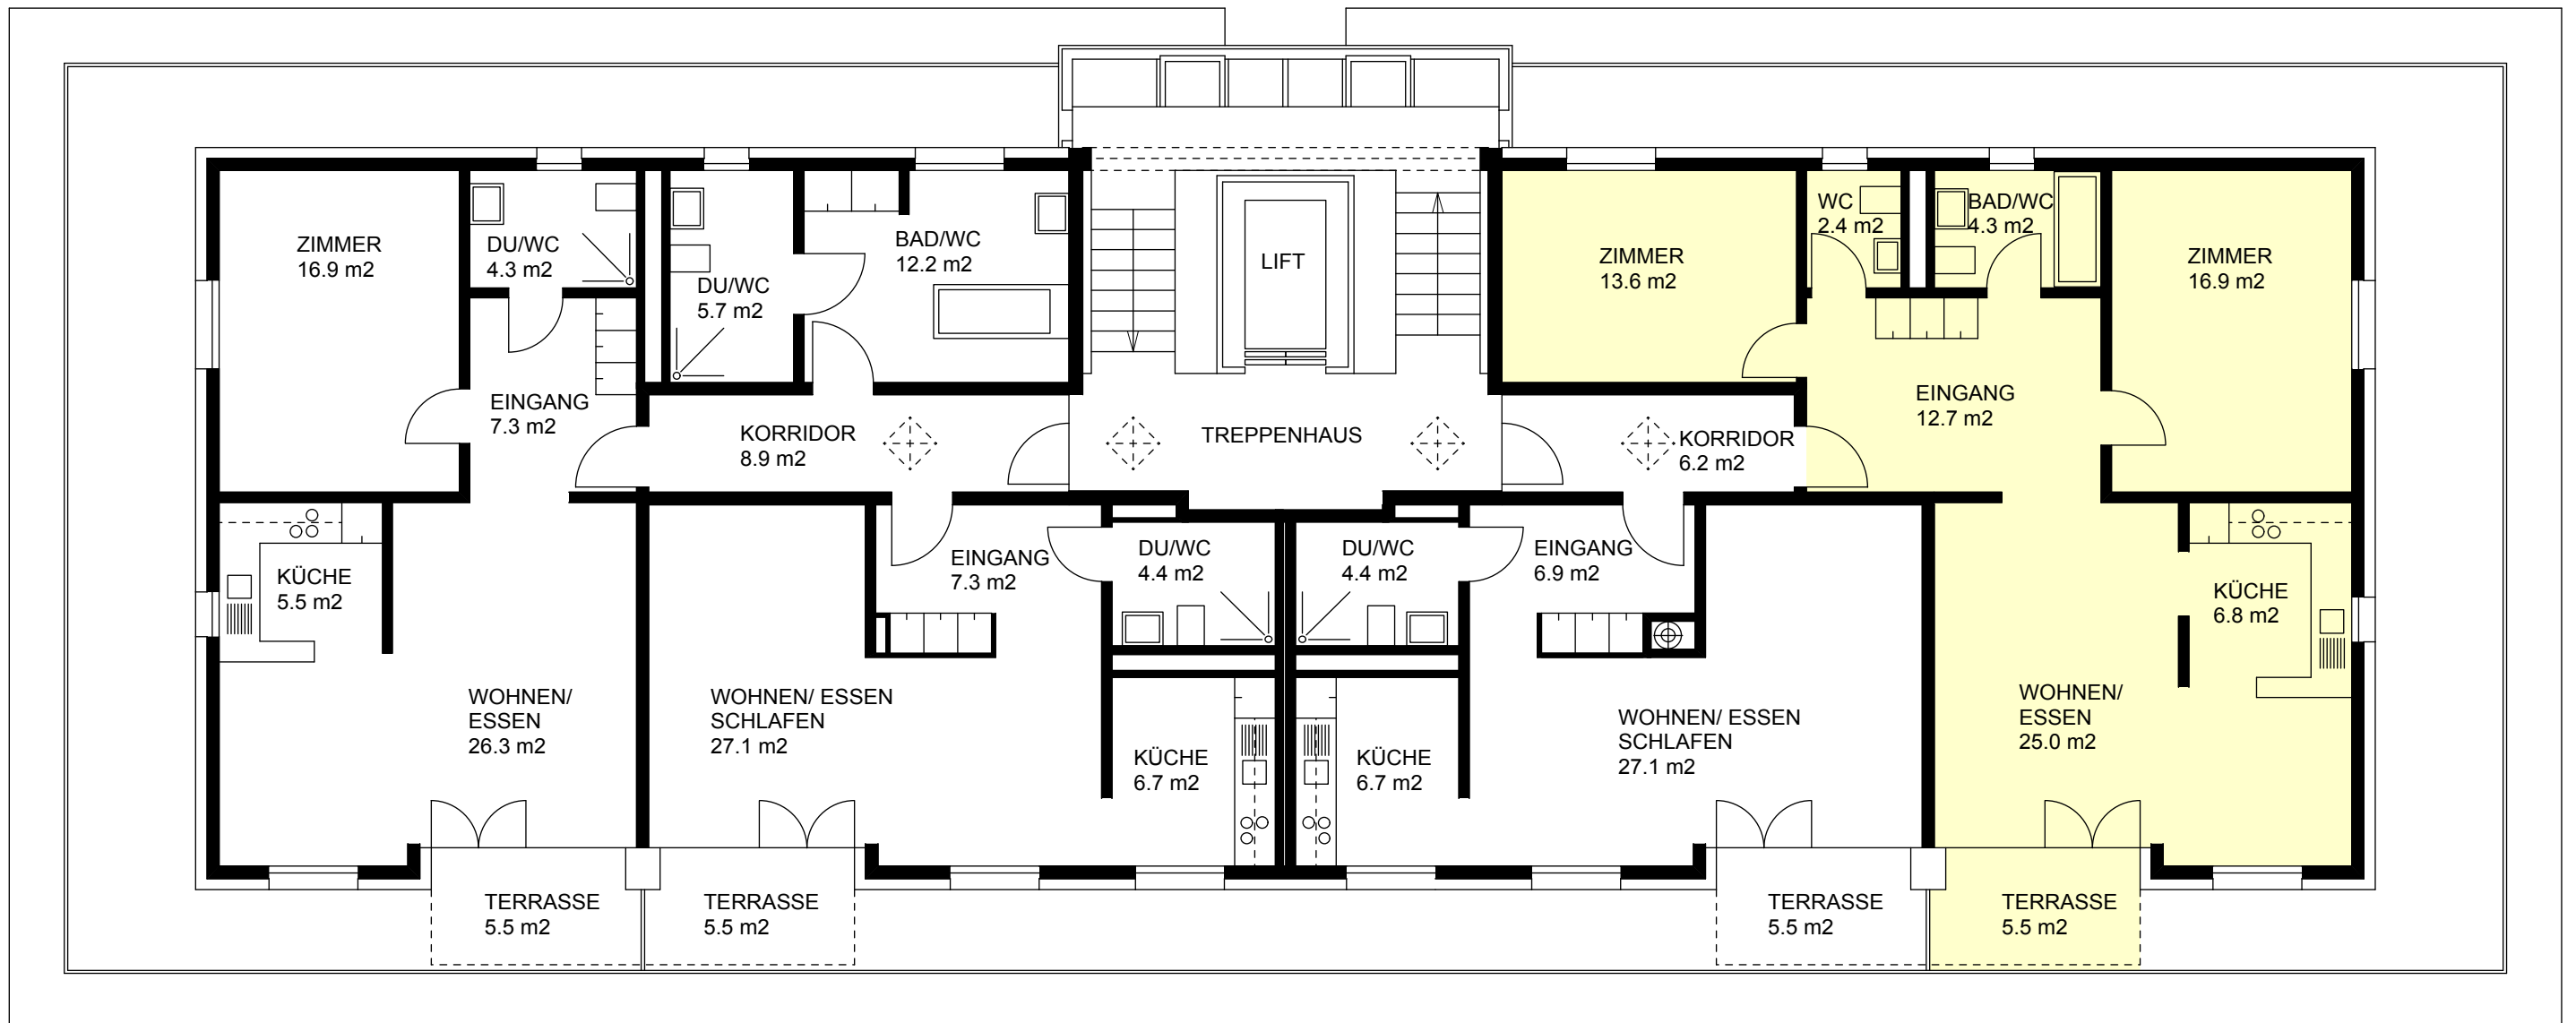 ZIMMER
16.9 m2
DU/WC
4.3 m2
DU/WC
5.7 m2
BAD/WC
12.2 m2
LIFT
ZIMMER
13.6 m2
WC
2.4 m2
BAD/WC
4.3 m2
ZIMMER
16.9 m2
EINGANG
7.3 m2
KORRIDOR
8.9 m2
TREPPENHAUS
KORRIDOR
6.2 m2
EINGANG
12.7 m2
KÜCHE
5.5 m2
EINGANG
7.3 m2
DU/WC
4.4 m2
DU/WC
4.4 m2
EINGANG
6.9 m2
KÜCHE
6.8 m2
WOHNEN/
ESSEN
26.3 m2
WOHNEN/ ESSEN
SCHLAFEN
27.1 m2
KÜCHE
6.7 m2
KÜCHE
6.7 m2
WOHNEN/ ESSEN
SCHLAFEN
27.1 m2
WOHNEN/
ESSEN
25.0 m2
TERRASSE
5.5 m2
TERRASSE
5.5 m2
TERRASSE
5.5 m2
TERRASSE
5.5 m2